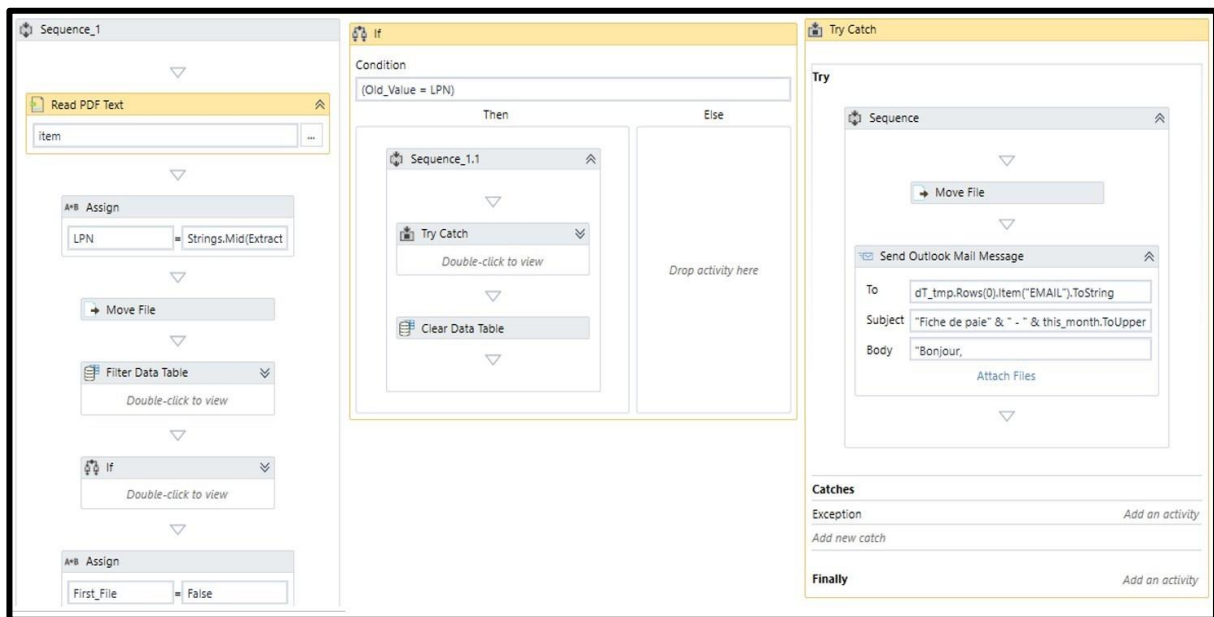 Sequence_1
Read PDF Text
item
...
A+B Assign
LPN = Strings.Mid(Extract
Move File
Filter Data Table
Double-click to view
If
Double-click to view
A+B Assign
First_File = False
If
Condition
(Old_Value = LPN)
Then Else
Sequence_1.1
Try Catch
Double-click to view
Clear Data Table
Drop activity here
Try Catch
Try
Sequence
Move File
Send Outlook Mail Message
To dT_tmp.Rows(0).Item("EMAIL").ToString
Subject "Fiche de paie" & " - " & this_month.ToUpper
Body "Bonjour,
Attach Files
Catches
Exception Add an activity
Add new catch
Finally Add an activity